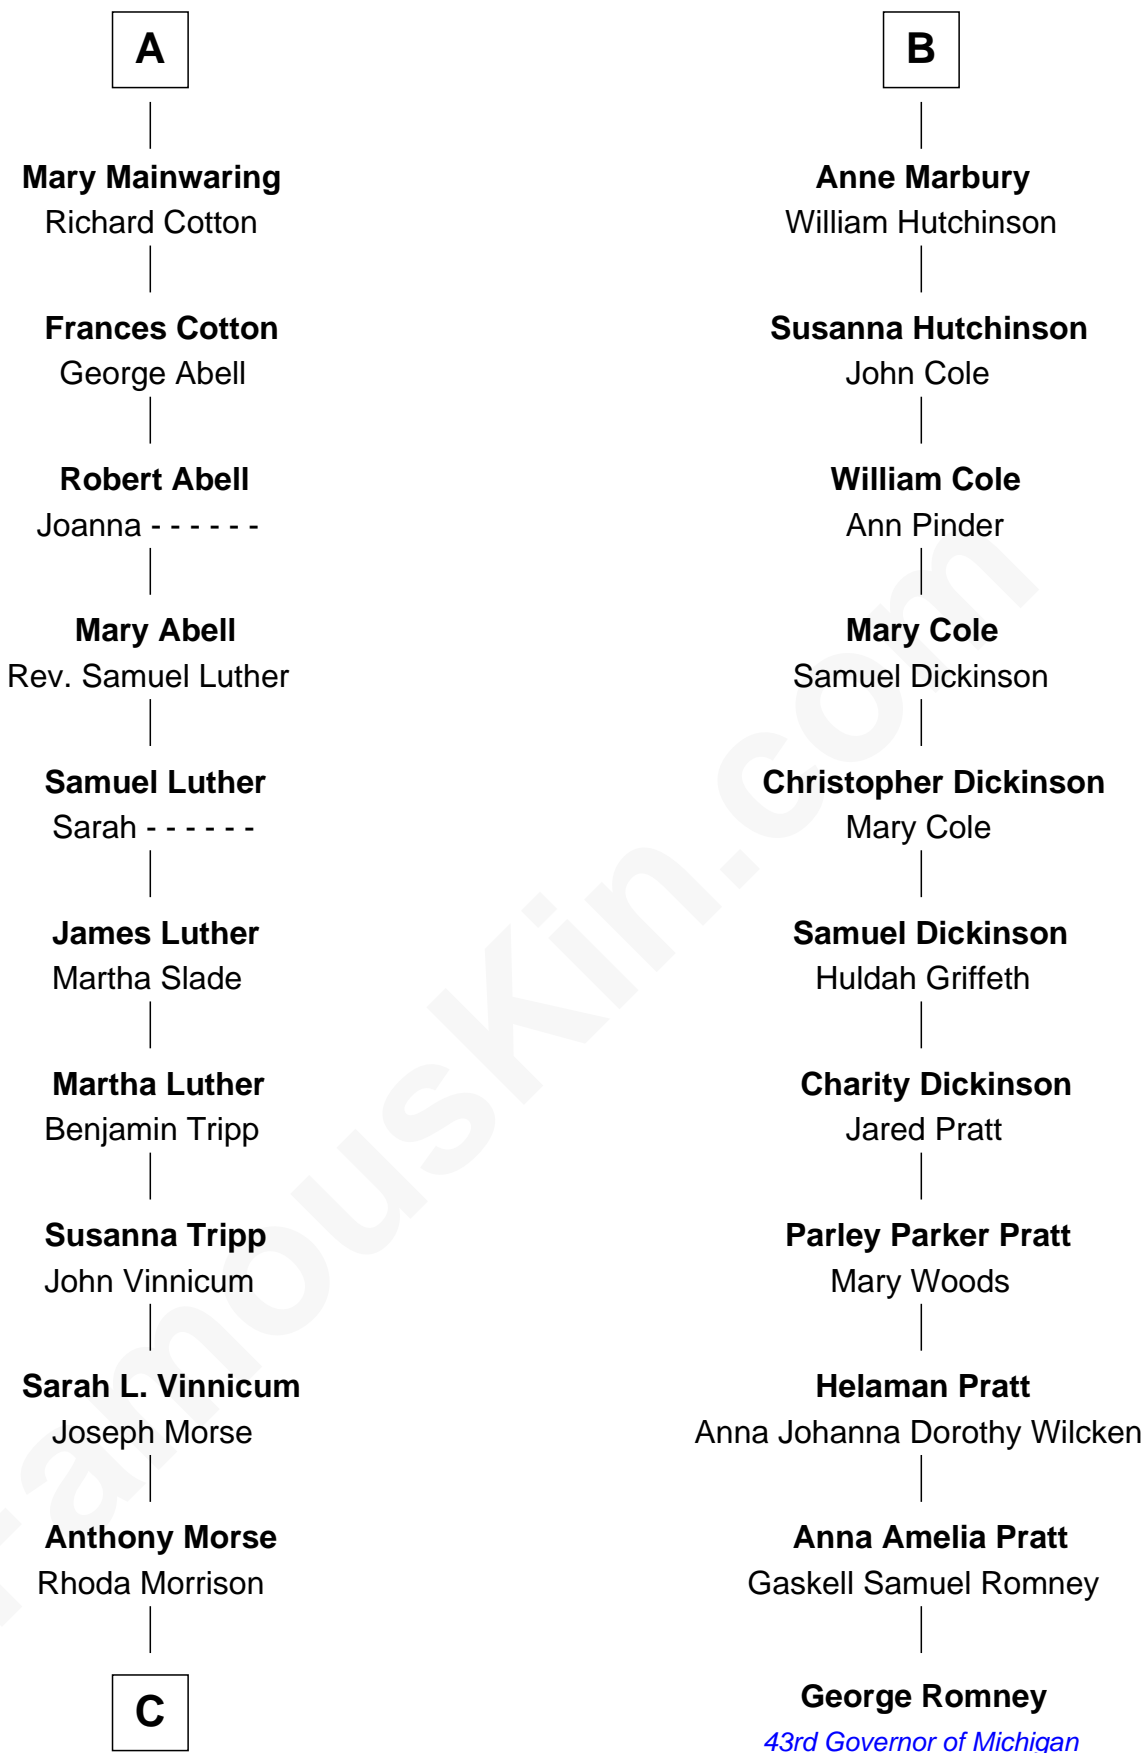 A
Mary Mainwaring
Richard Cotton
Frances Cotton
George Abell
Robert Abell
Joanna - - - - - -
Mary Abell
Rev. Samuel Luther
Samuel Luther
Sarah - - - - - -
James Luther
Martha Slade
Martha Luther
Benjamin Tripp
Susanna Tripp
John Vinnicum
Sarah L. Vinnicum
Joseph Morse
Anthony Morse
Rhoda Morrison
C
B
Anne Marbury
William Hutchinson
Susanna Hutchinson
John Cole
William Cole
Ann Pinder
Mary Cole
Samuel Dickinson
Christopher Dickinson
Mary Cole
Samuel Dickinson
Huldah Griffeth
Charity Dickinson
Jared Pratt
Parley Parker Pratt
Mary Woods
Helaman Pratt
Anna Johanna Dorothy Wilcken
Anna Amelia Pratt
Gaskell Samuel Romney
George Romney
43rd Governor of Michigan
FamousKin.com